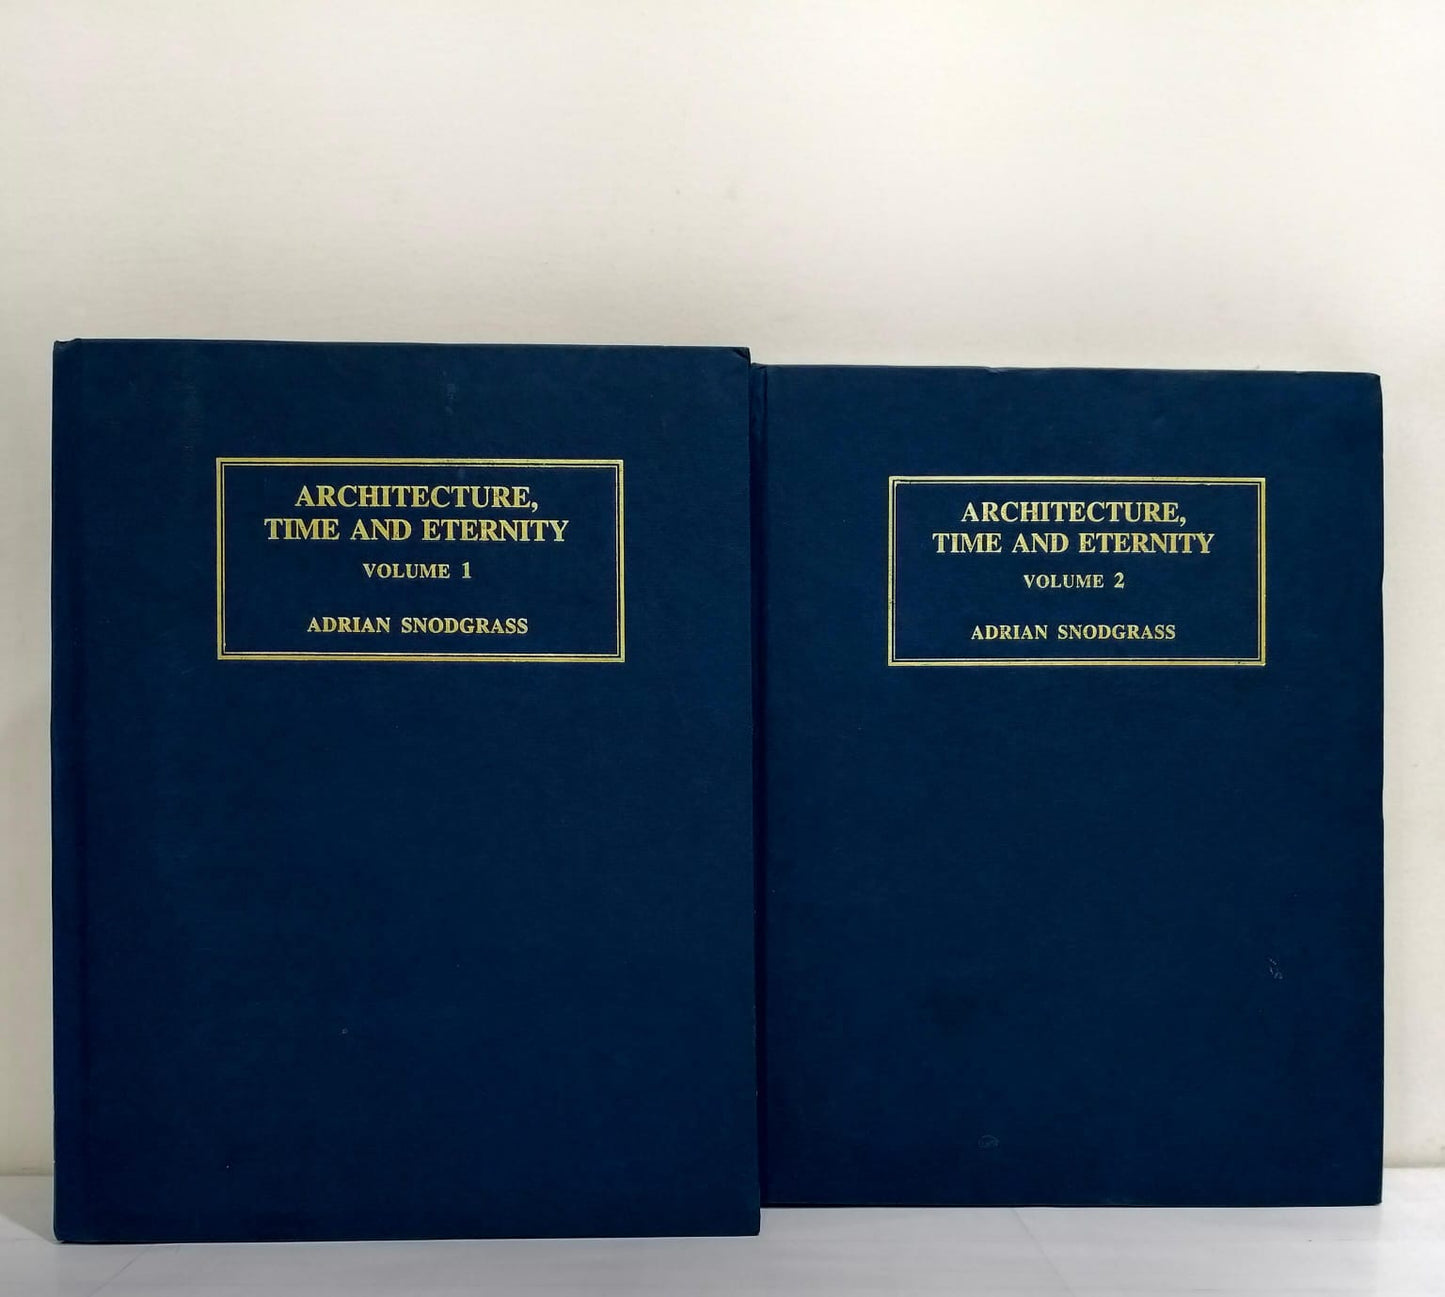 ARCHITECTURE,
TIME AND ETERNITY
VOLUME 1
ADRIAN SNODGRASS
ARCHITECTURE,
TIME AND ETERNITY
VOLUME 2
ADRIAN SNODGRASS